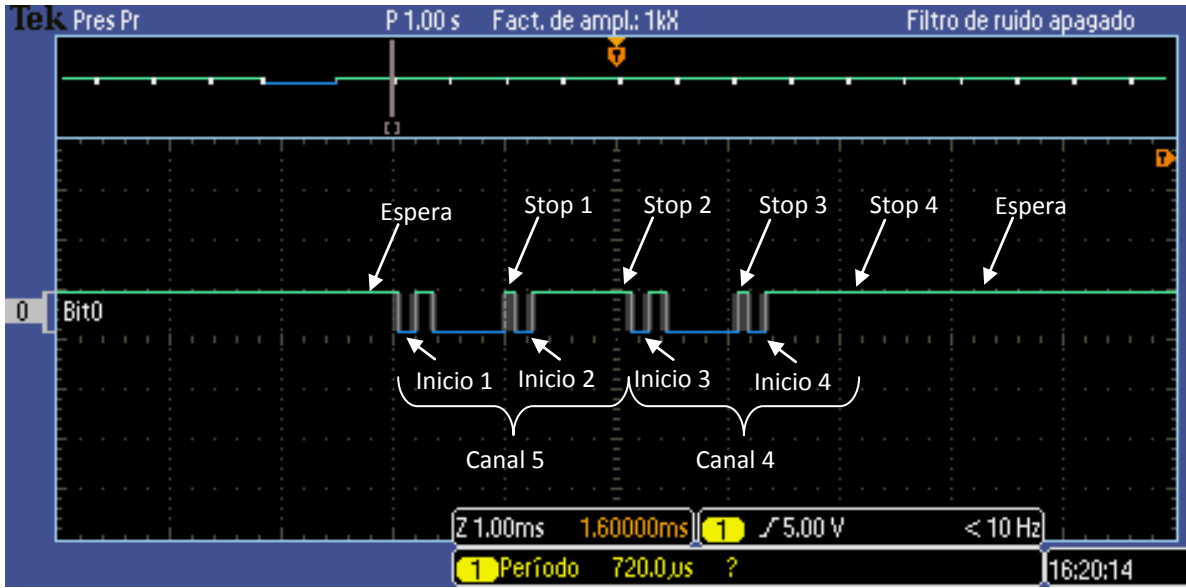 Tek Pres Pr P 1.00 s Fact. de ampl.: 1kX Filtro de ruido apagado
T
[ ]
T
Espera Stop 1 Stop 2 Stop 3 Stop 4 Espera
0 Bit0
Inicio 1 Inicio 2 Inicio 3 Inicio 4
Canal 5 Canal 4
Z 1.00ms 1.60000ms 1 5.00 V < 10 Hz
1 Período 720.0µs ? 16:20:14